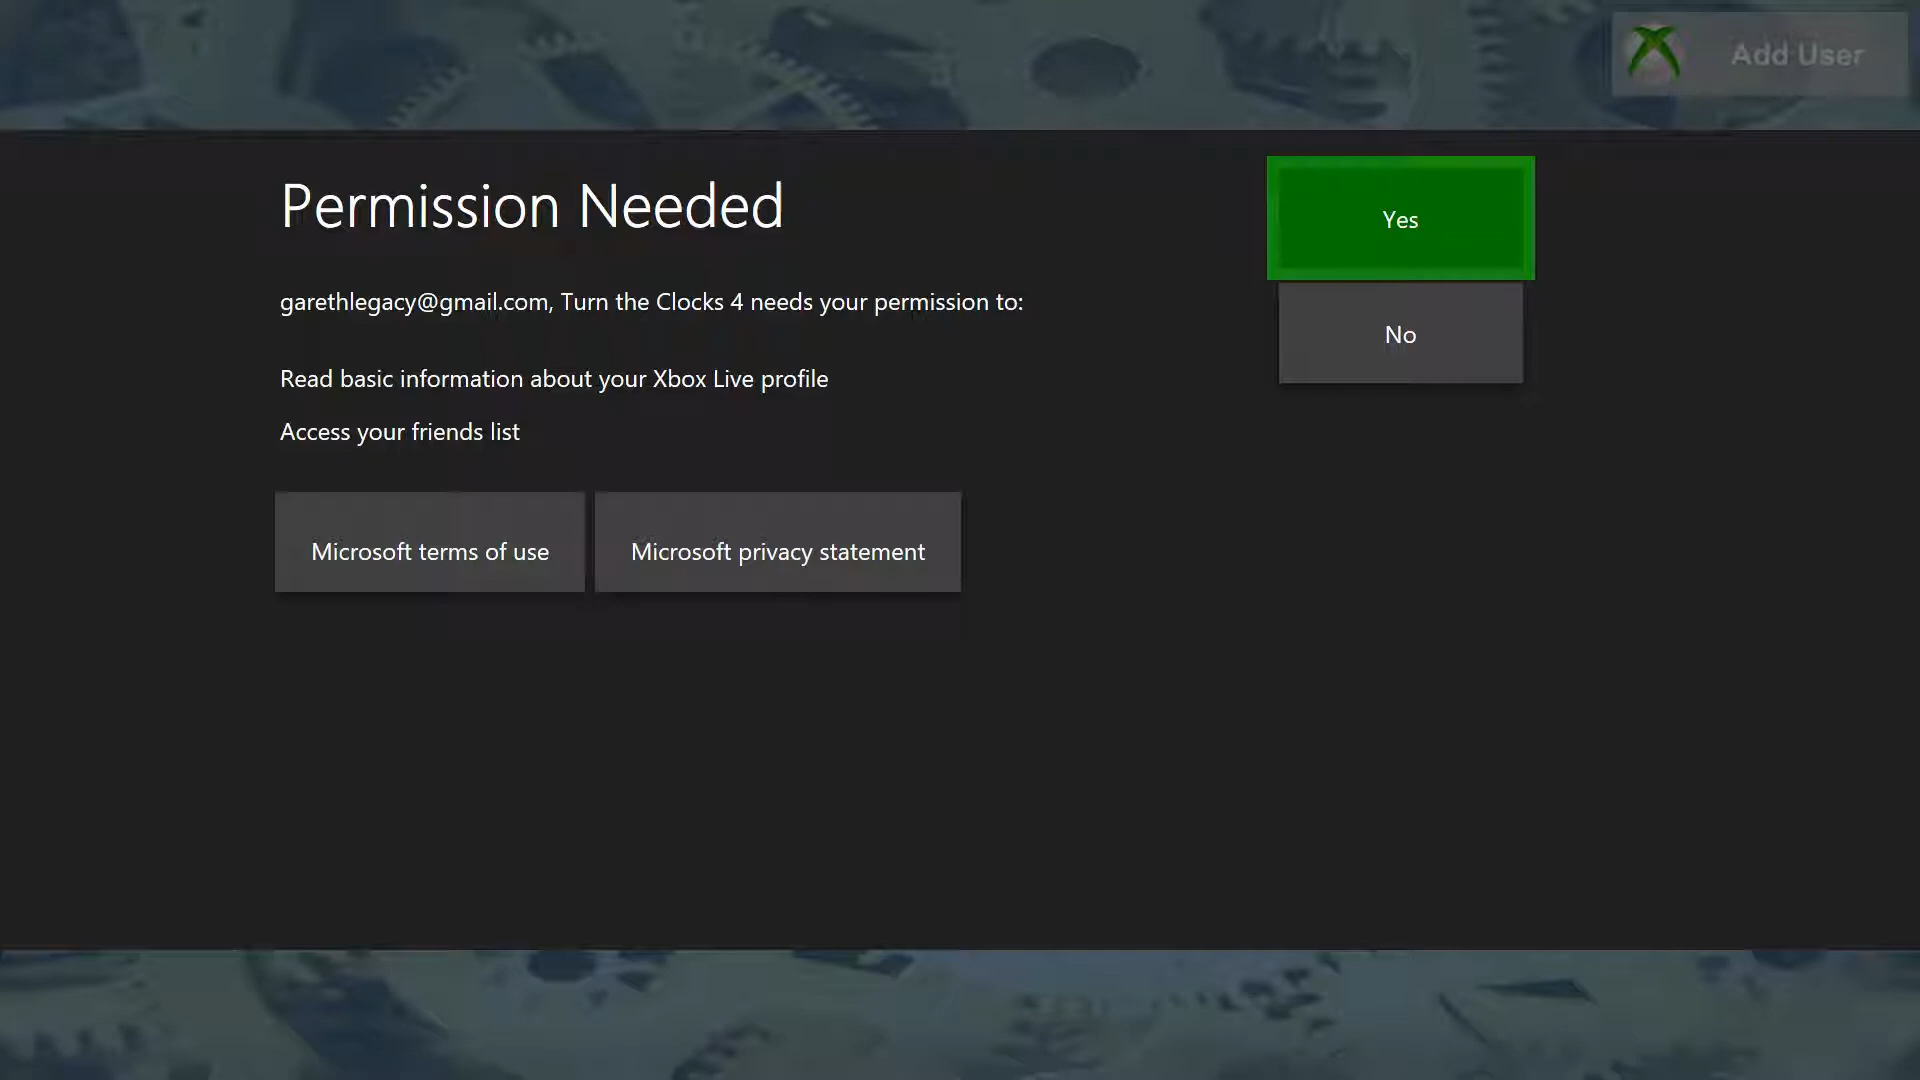 Add User
Permission Needed
Yes
garethlegacy@gmail.com, Turn the Clocks 4 needs your permission to:
No
Read basic information about your Xbox Live profile
Access your friends list
Microsoft terms of use
Microsoft privacy statement